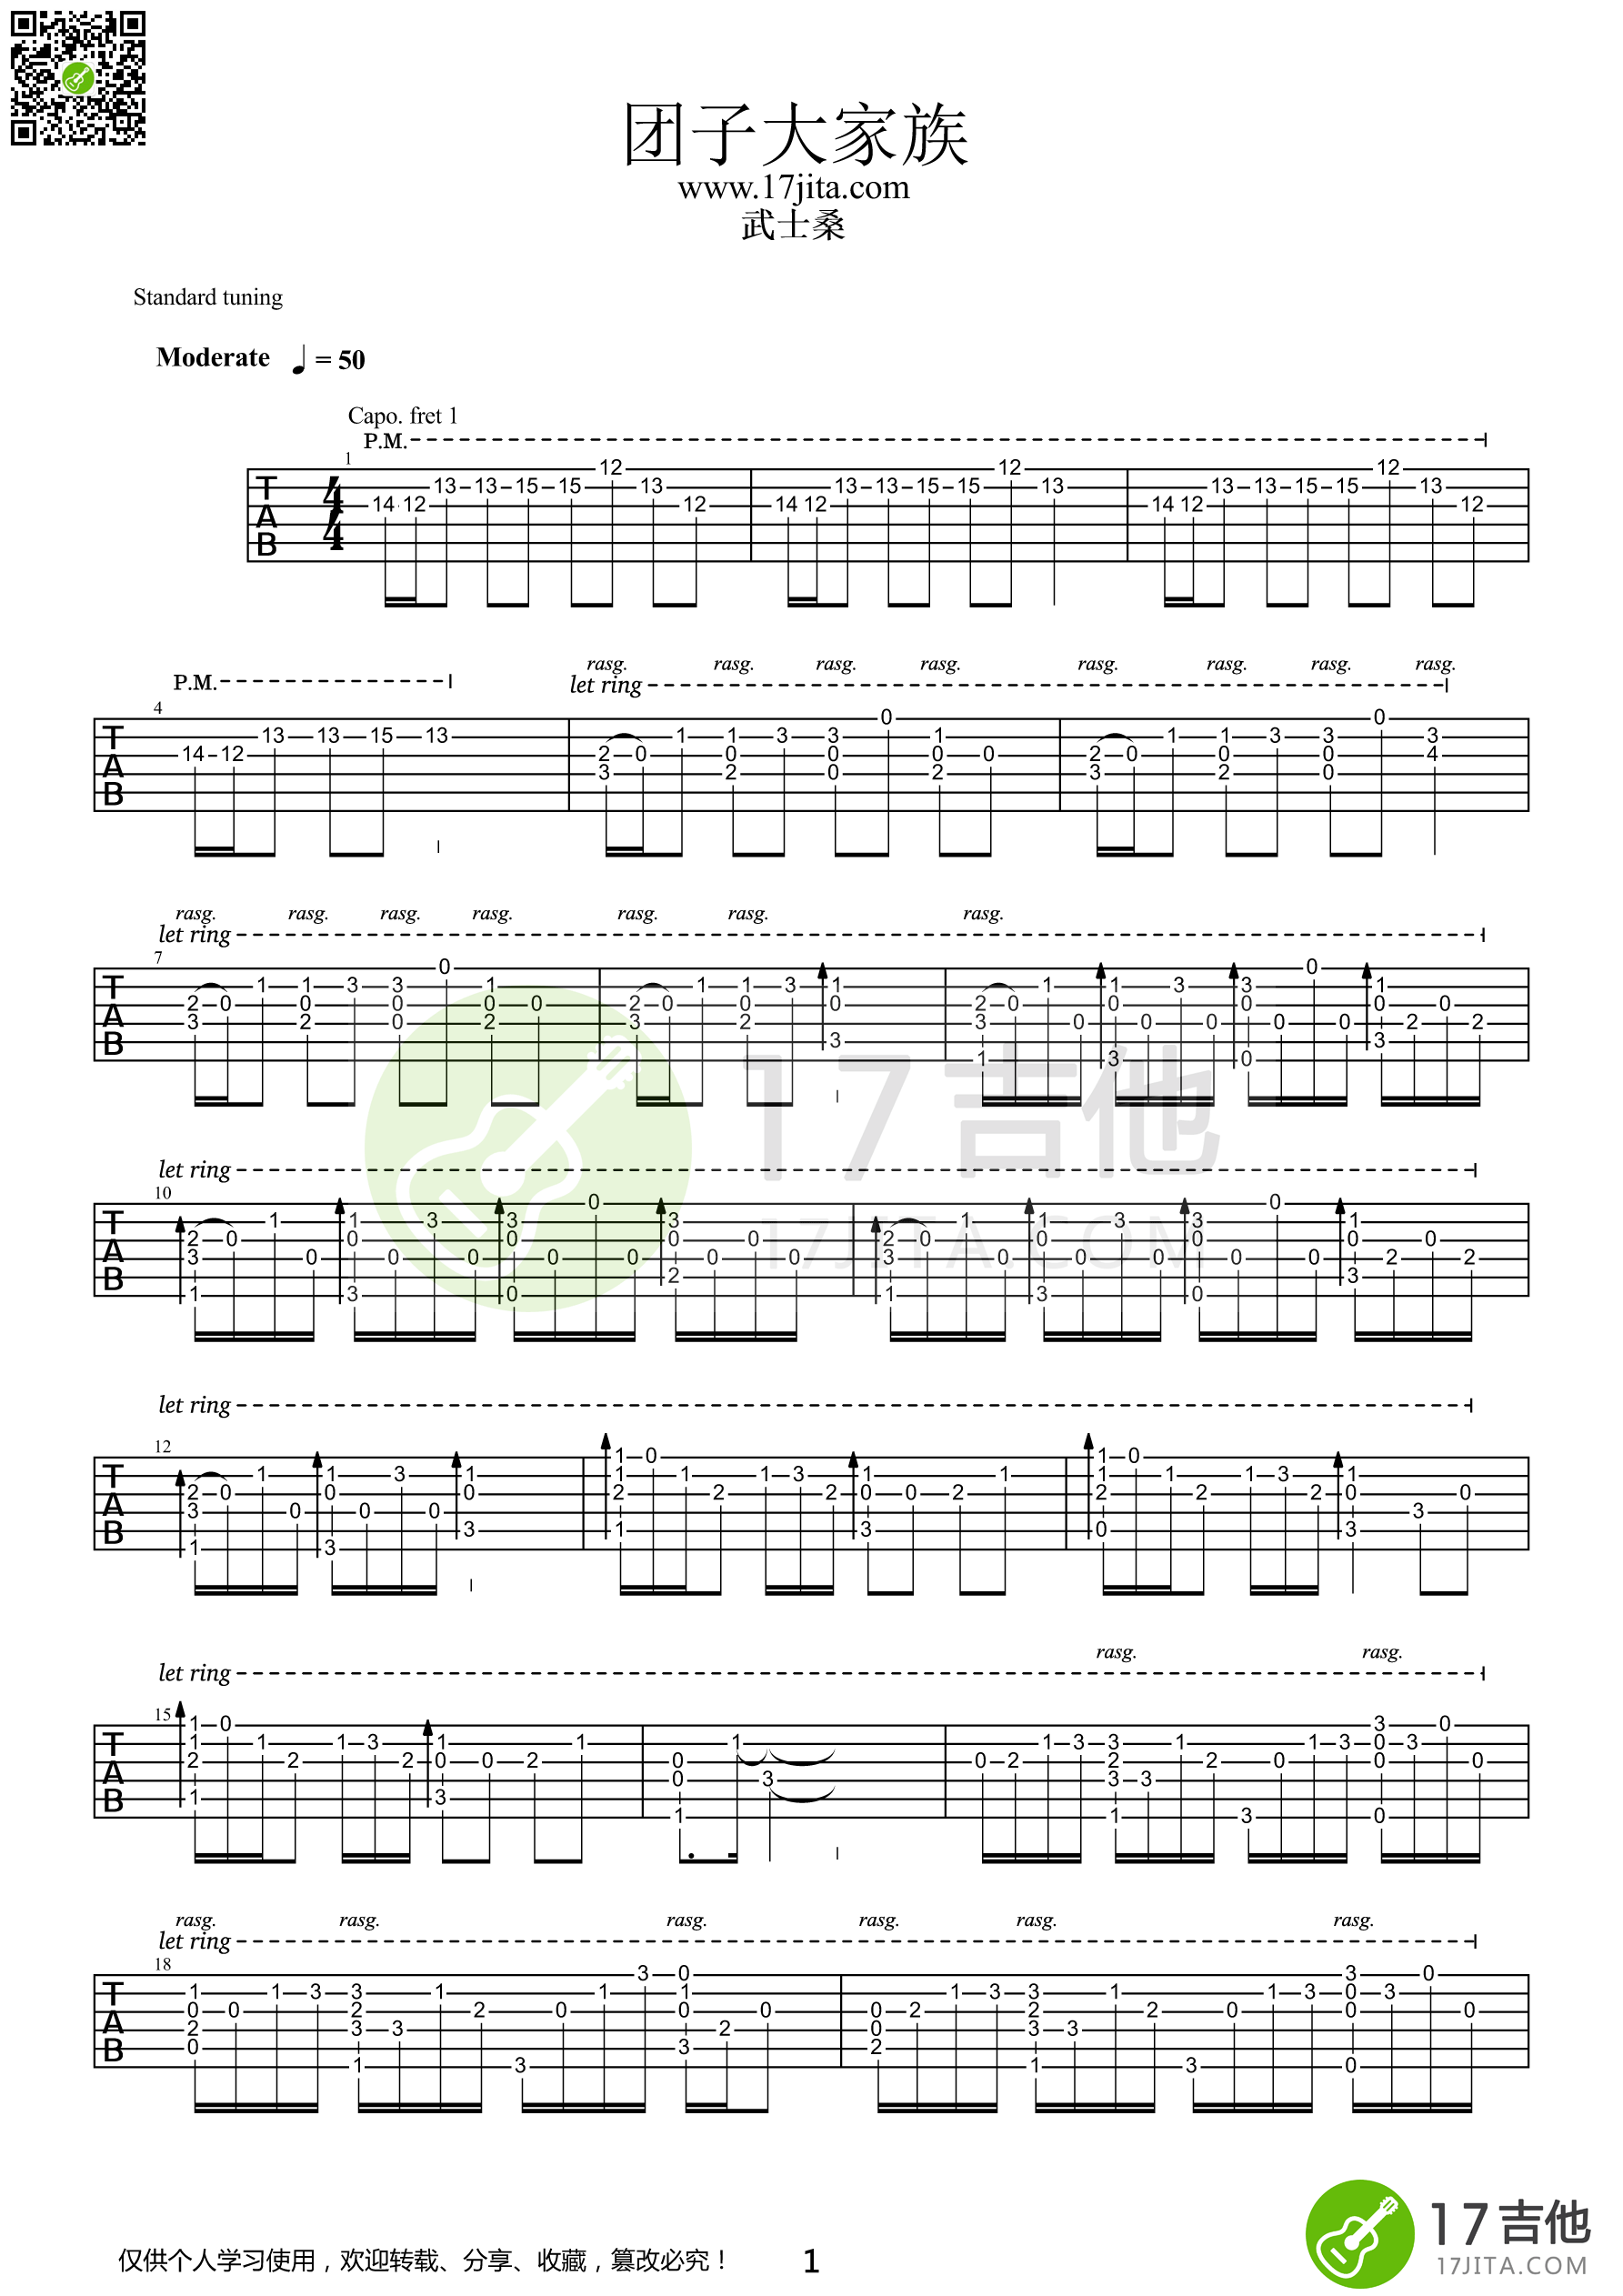 团子大家族
www.17jita.com
武士桑
Standard tuning
Moderate ♩ = 50
Capo. fret 1
P.M.
1
T A B 4/4
14 12 13 13 15 15 12 13 12 14 12 13 13 15 15 12 13 14 12 13 13 15 15 12 13 12
rasg. rasg. rasg. rasg. rasg. rasg. rasg. rasg.
P.M. let ring
4
T A B
rasg. rasg. rasg. rasg. rasg. rasg. rasg.
let ring
7
T A B
let ring
10
T A B
let ring
12
T A B
rasg. rasg.
let ring
15
T A B
rasg. rasg. rasg. rasg. rasg. rasg.
let ring
18
T A B
17吉他
17JITA.COM
仅供个人学习使用，欢迎转载、分享、收藏，篡改必究！ 1
17吉他
17JITA.COM